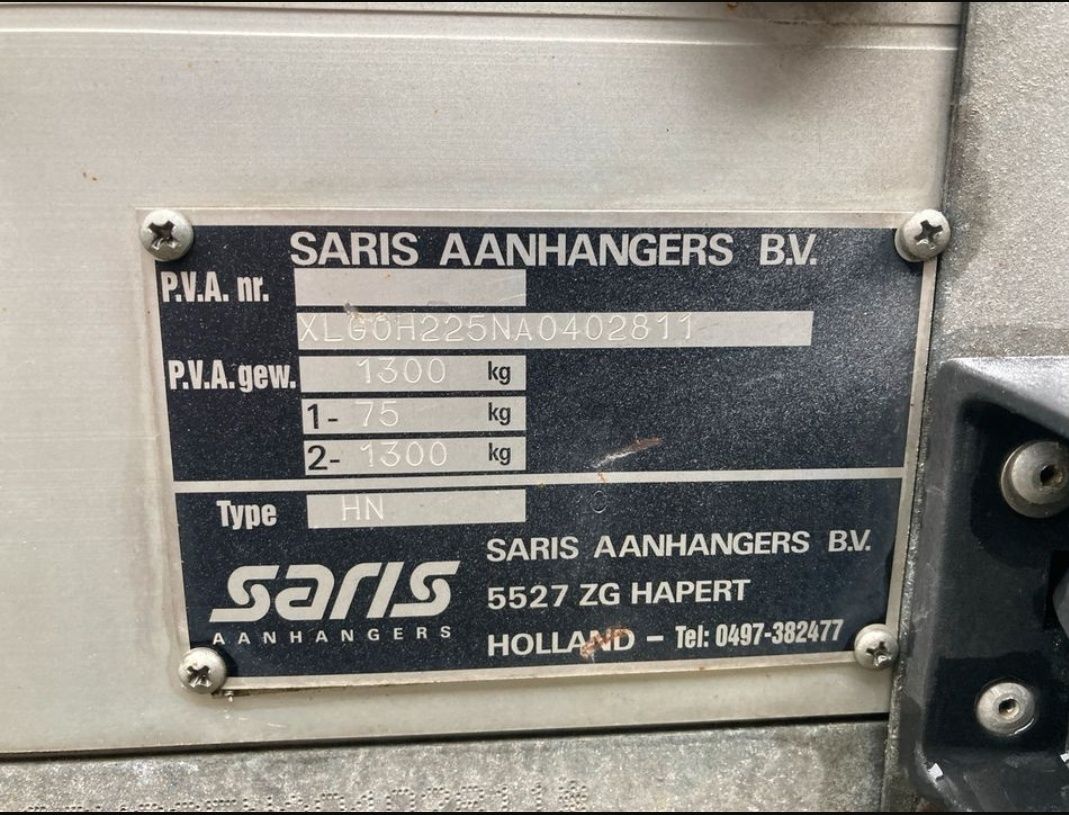 SARIS AANHANGERS B.V.
P.V.A. nr.
XLG0H225NA0402811
P.V.A. gew. 1300 kg
1- 75 kg
2- 1300 kg
Type HN
saris
AANHANGERS
SARIS AANHANGERS B.V.
5527 ZG HAPERT
HOLLAND – Tel: 0497-382477